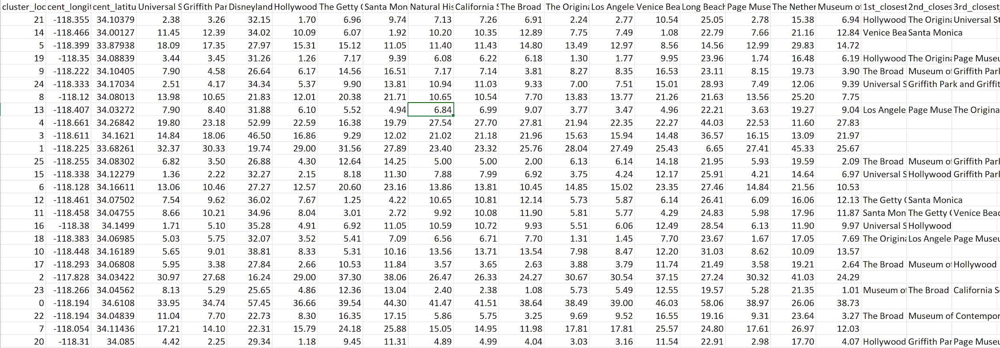 cluster_loc cent_longit cent_latitu Universal S Griffith Par Disneyland Hollywood The Getty ( Santa Mon Natural His California S The Broad The Origina Los Angele Venice Bea Long Beach Page Muse The Nether Museum of 1st_closest 2nd_closes 3rd_closest
21 -118.355 34.10379 2.38 3.26 32.15 1.70 6.96 9.74 7.13 7.26 6.91 2.24 2.77 10.54 25.05 2.78 15.38 6.94 Hollywood The Origina Universal St
14 -118.466 34.00127 11.45 12.39 34.02 10.09 6.07 1.92 10.20 10.35 12.89 7.75 7.49 1.08 22.79 7.66 21.16 12.84 Venice Bea Santa Monica
5 -118.399 33.87938 18.09 17.35 27.97 15.31 15.12 11.05 11.40 11.43 14.80 13.49 12.97 8.56 14.56 12.99 29.83 14.72
19 -118.35 34.08839 3.44 3.45 31.26 1.26 7.17 9.39 6.08 6.22 6.18 1.30 1.77 9.95 23.96 1.74 16.48 6.19 Hollywood The Origina Page Museu
9 -118.222 34.10405 7.90 4.58 26.64 6.17 14.56 16.51 7.17 7.14 3.81 8.27 8.35 16.53 23.11 8.15 19.73 3.90 The Broad Museum of Griffith Park
24 -118.333 34.17034 2.51 4.17 34.34 5.37 9.90 13.81 10.94 11.03 9.33 7.00 7.51 15.01 28.93 7.49 12.06 9.39 Universal S Griffith Park and Griffit
8 -118.12 34.08013 13.98 10.65 21.83 12.01 20.38 21.71 10.65 10.54 7.70 13.83 13.77 21.26 21.63 13.56 25.20 7.75
13 -118.407 34.03272 7.90 8.40 31.88 6.10 5.52 4.94 6.84 6.99 9.07 3.77 3.47 4.96 22.21 3.63 19.27 9.04 Los Angele Page Muse The Origina
4 -118.661 34.26842 19.80 23.18 52.99 22.59 16.38 19.79 27.54 27.70 27.81 21.94 22.35 22.27 44.03 22.53 11.60 27.83
3 -118.611 34.1621 14.84 18.06 46.50 16.86 9.29 12.02 21.02 21.18 21.96 15.63 15.94 14.48 36.57 16.15 13.09 21.97
1 -118.225 33.68261 32.37 30.33 19.74 29.00 31.56 27.89 23.40 23.32 25.76 28.04 27.49 25.43 6.65 27.41 45.33 25.67
25 -118.255 34.08302 6.82 3.50 26.88 4.30 12.64 14.25 5.00 5.00 2.00 6.13 6.14 14.18 21.95 5.93 19.59 2.09 The Broad Museum of Griffith Park
15 -118.338 34.12279 1.36 2.22 32.27 2.15 8.18 11.30 7.88 7.99 6.92 3.75 4.24 12.17 25.91 4.21 14.64 6.97 Universal S Hollywood Griffith Park
6 -118.128 34.16611 13.06 10.46 27.27 12.57 20.60 23.16 13.86 13.81 10.45 14.85 15.02 23.35 27.46 14.84 21.56 10.53
12 -118.461 34.07502 7.54 9.62 36.02 7.67 1.25 4.22 10.65 10.81 12.14 5.73 5.87 6.14 26.41 6.09 16.06 12.13 The Getty ( Santa Monica
11 -118.458 34.04755 8.66 10.21 34.96 8.04 3.01 2.72 9.92 10.08 11.90 5.81 5.77 4.29 24.83 5.98 17.96 11.87 Santa Mon The Getty ( Venice Beac
16 -118.38 34.1499 1.71 5.10 35.28 4.91 6.92 11.05 10.59 10.72 9.93 5.51 6.06 12.49 28.54 6.13 11.90 9.97 Universal S Hollywood
18 -118.383 34.06985 5.03 5.75 32.07 3.52 5.41 7.09 6.56 6.71 7.70 1.31 1.45 7.70 23.67 1.67 17.05 7.69 The Origina Los Angele Page Museu
10 -118.448 34.16189 5.65 9.01 38.81 8.33 5.31 10.16 13.56 13.71 13.54 7.98 8.47 12.20 31.03 8.62 10.09 13.57
17 -118.293 34.06808 5.95 3.38 27.84 2.66 10.53 11.84 3.57 3.65 2.63 3.88 3.79 11.74 21.49 3.58 19.21 2.64 The Broad Museum of Hollywood
2 -117.828 34.03422 30.97 27.68 16.24 29.00 37.30 38.06 26.47 26.33 24.27 30.67 30.54 37.15 27.24 30.32 41.03 24.29
23 -118.266 34.04562 8.13 5.29 25.65 4.86 12.36 13.04 2.40 2.38 1.08 5.73 5.49 12.55 19.57 5.28 21.35 1.01 Museum of The Broad California S
0 -118.194 34.6108 33.95 34.74 57.45 36.66 39.54 44.30 41.47 41.51 38.64 38.49 39.00 46.03 58.06 38.97 26.06 38.73
22 -118.194 34.04839 11.04 7.70 22.73 8.30 16.35 17.15 5.86 5.75 3.25 9.69 9.52 16.55 19.16 9.31 23.64 3.27 The Broad Museum of Contempor
7 -118.054 34.11436 17.21 14.10 22.31 15.79 24.18 25.88 15.05 14.95 11.98 17.81 17.81 25.57 24.80 17.61 26.97 12.03
20 -118.31 34.085 4.42 2.25 29.34 1.18 9.45 11.31 4.89 4.99 4.04 3.03 3.16 11.54 22.91 2.98 17.70 4.07 Hollywood Griffith Par Page Museu